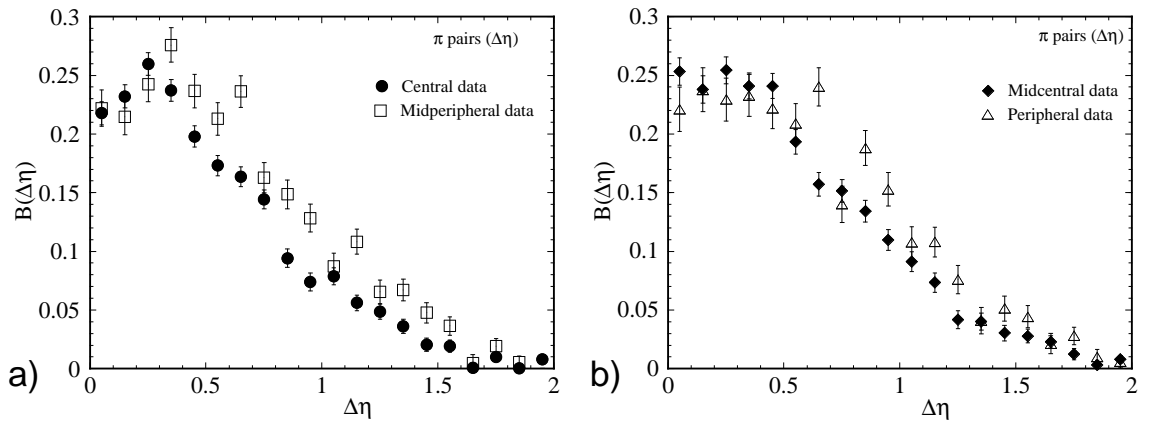 0.3
0.25
0.2
0.15
0.1
0.05
0
B(Δη)
π pairs (Δη)
Central data
Midperipheral data
a)
0 0.5 1 1.5 2
Δη
0.3
0.25
0.2
0.15
0.1
0.05
0
B(Δη)
π pairs (Δη)
Midcentral data
Peripheral data
b)
0 0.5 1 1.5 2
Δη